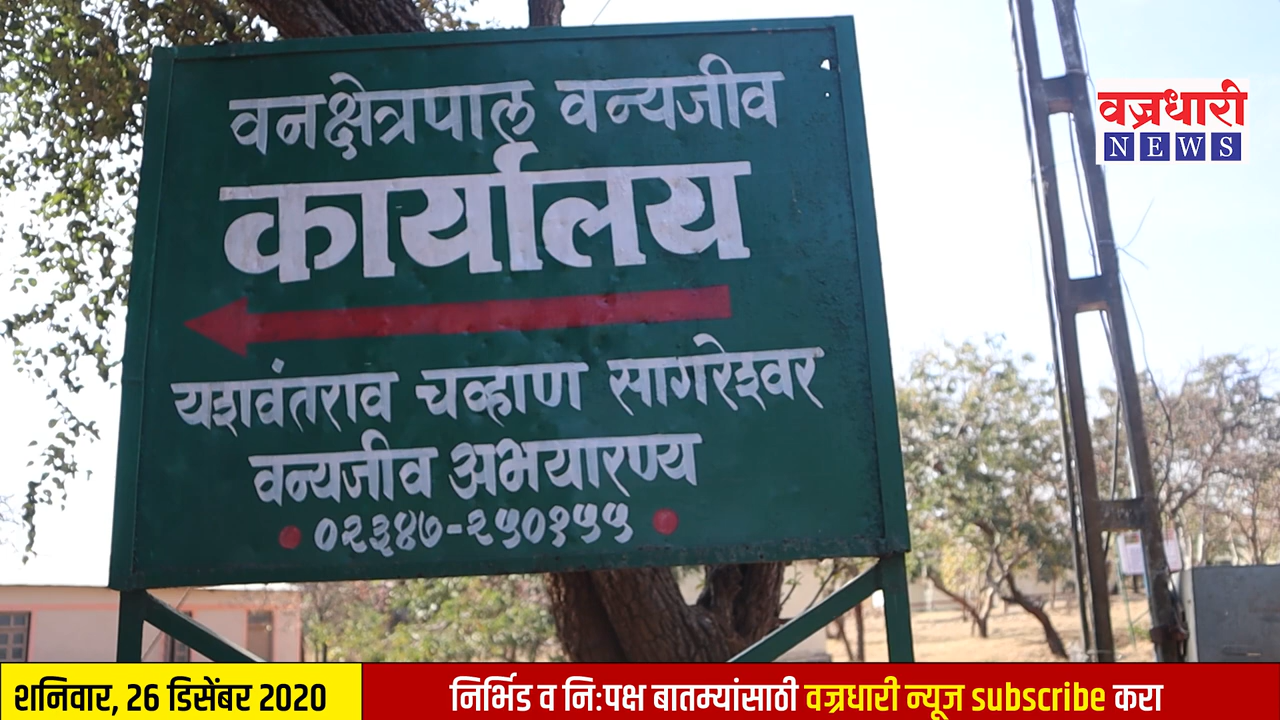 वनक्षेत्रपाल वन्यजीव
कार्यालय
यशवंतराव चव्हाण सागरेश्वर
वन्यजीव अभयारण्य
०२३४७-२५०१५५
वज्रधारी
NEWS
शनिवार, 26 डिसेंबर 2020
निर्भिड व नि:पक्ष बातम्यांसाठी वज्रधारी न्यूज subscribe करा